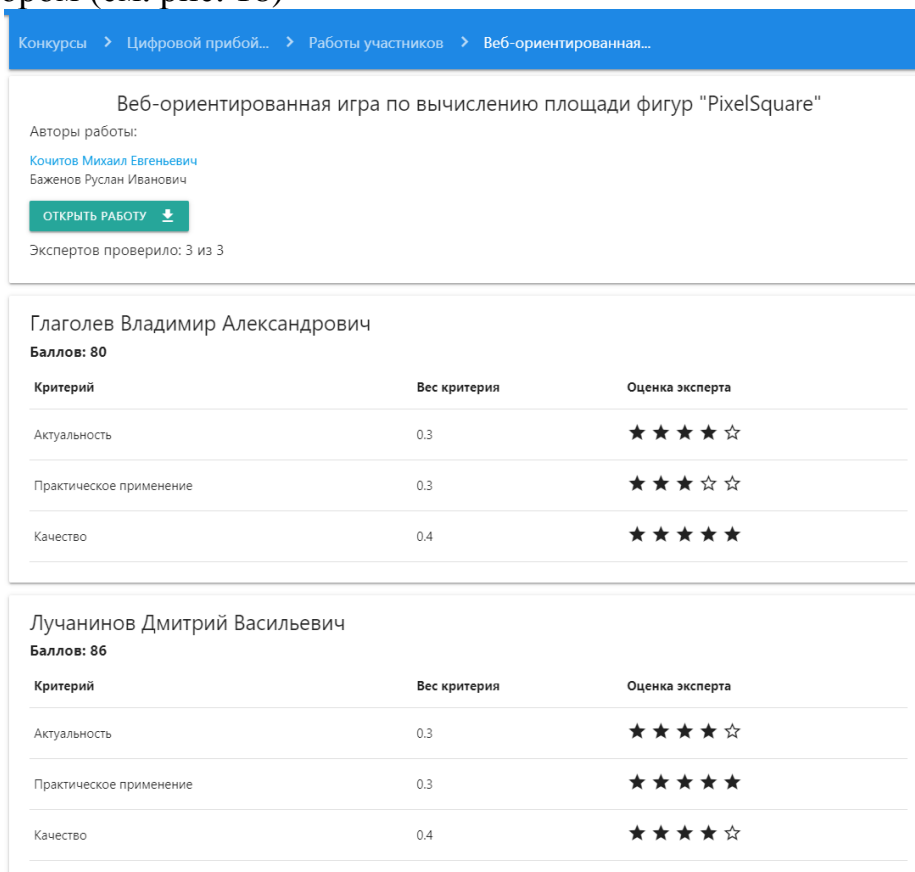 Конкурсы > Цифровой прибой... > Работы участников > Веб-ориентированная...
Веб-ориентированная игра по вычислению площади фигур "PixelSquare"
Авторы работы:
Кочитов Михаил Евгеньевич
Баженов Руслан Иванович
ОТКРЫТЬ РАБОТУ
Экспертов проверило: 3 из 3
Глаголев Владимир Александрович
Баллов: 80
Критерий Вес критерия Оценка эксперта
Актуальность 0.3 ★★★★☆
Практическое применение 0.3 ★★★☆☆
Качество 0.4 ★★★★★
Лучанинов Дмитрий Васильевич
Баллов: 86
Критерий Вес критерия Оценка эксперта
Актуальность 0.3 ★★★★☆
Практическое применение 0.3 ★★★★★
Качество 0.4 ★★★★☆